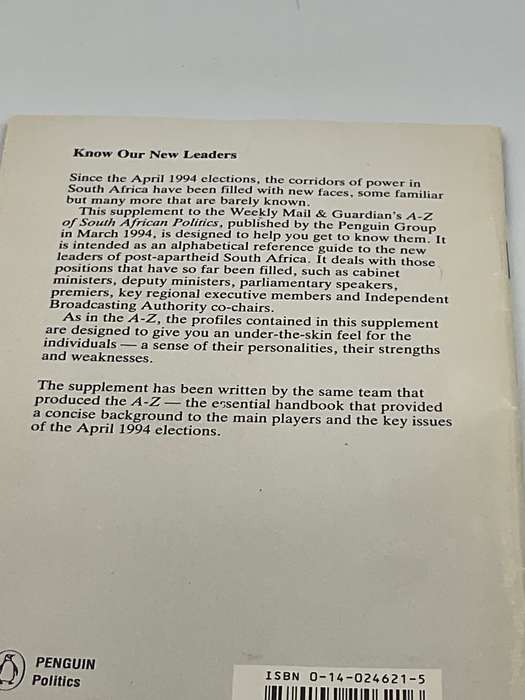 Know Our New Leaders
Since the April 1994 elections, the corridors of power in
South Africa have been filled with new faces, some familiar
but many more that are barely known.
This supplement to the Weekly Mail & Guardian's A-Z
of South African Politics, published by the Penguin Group
in March 1994, is designed to help you get to know them. It
is intended as an alphabetical reference guide to the new
leaders of post-apartheid South Africa. It deals with those
positions that have so far been filled, such as cabinet
ministers, deputy ministers, parliamentary speakers,
premiers, key regional executive members and Independent
Broadcasting Authority co-chairs.
As in the A-Z, the profiles contained in this supplement
are designed to give you an under-the-skin feel for the
individuals — a sense of their personalities, their strengths
and weaknesses.
The supplement has been written by the same team that
produced the A-Z — the essential handbook that provided
a concise background to the main players and the key issues
of the April 1994 elections.
PENGUIN
Politics
ISBN 0-14-024621-5